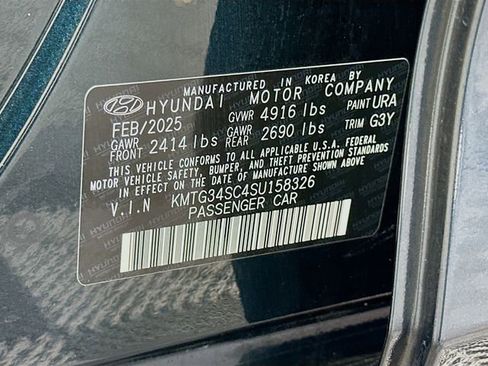 MANUFACTURED IN KOREA BY
HYUNDAI MOTOR COMPANY
FEB/2025 GVWR 4916 lbs PAINT URA
GAWR FRONT 2414 lbs GAWR REAR 2690 lbs TRIM G3Y
THIS VEHICLE CONFORMS TO ALL APPLICABLE U.S.A. FEDERAL
MOTOR VEHICLE SAFETY, BUMPER, AND THEFT PREVENTION STANDARDS
IN EFFECT ON THE DATE OF MANUFACTURE SHOWN ABOVE.
V.I.N KMTG34SC4SU158326
PASSENGER CAR